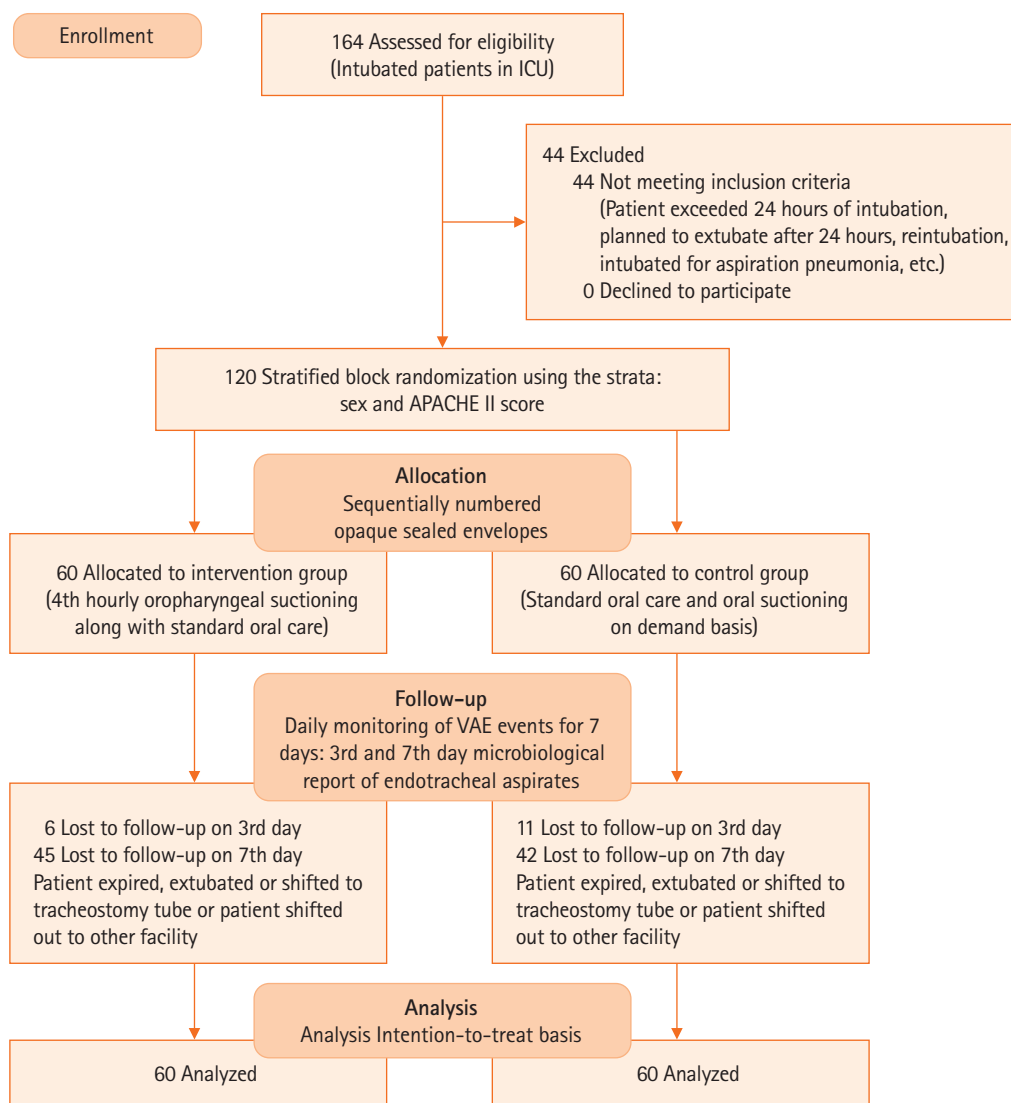 Enrollment
164 Assessed for eligibility
(Intubated patients in ICU)
44 Excluded
44 Not meeting inclusion criteria
(Patient exceeded 24 hours of intubation,
planned to extubate after 24 hours, reintubation,
intubated for aspiration pneumonia, etc.)
0 Declined to participate
120 Stratified block randomization using the strata:
sex and APACHE II score
Allocation
Sequentially numbered
opaque sealed envelopes
60 Allocated to intervention group
(4th hourly oropharyngeal suctioning
along with standard oral care)
60 Allocated to control group
(Standard oral care and oral suctioning
on demand basis)
Follow-up
Daily monitoring of VAE events for 7
days: 3rd and 7th day microbiological
report of endotracheal aspirates
6 Lost to follow-up on 3rd day
45 Lost to follow-up on 7th day
Patient expired, extubated or shifted to
tracheostomy tube or patient shifted
out to other facility
11 Lost to follow-up on 3rd day
42 Lost to follow-up on 7th day
Patient expired, extubated or shifted to
tracheostomy tube or patient shifted
out to other facility
Analysis
Analysis Intention-to-treat basis
60 Analyzed
60 Analyzed